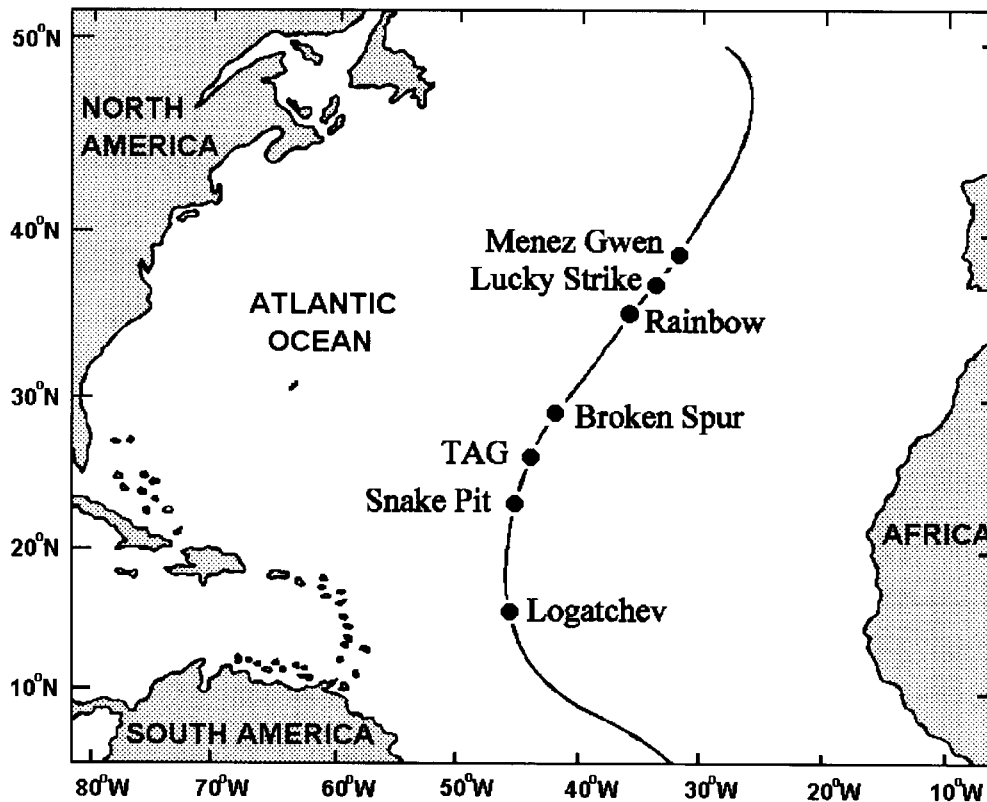 50°N
NORTH
AMERICA
40°N
Menez Gwen
Lucky Strike
Rainbow
ATLANTIC
OCEAN
30°N
Broken Spur
TAG
Snake Pit
20°N
AFRICA
Logatchev
10°N
SOUTH AMERICA
80°W 70°W 60°W 50°W 40°W 30°W 20°W 10°W